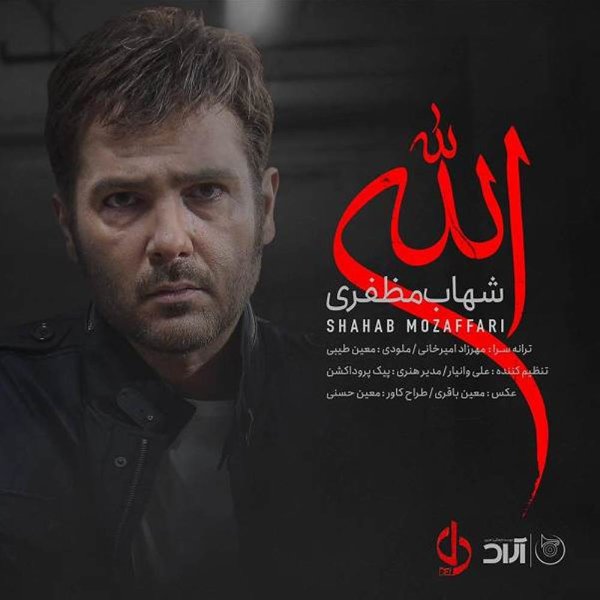 الله
شهاب مظفری
SHAHAB MOZAFFARI
ترانه سرا : مهرزاد امیرخانی / ملودی : معین طیبی
تنظیم کننده : علی وانیار / مدیر هنری : پیک پروداکشن
عکس : معین باقری / طراح کاور : معین حسنی
دل
آراد